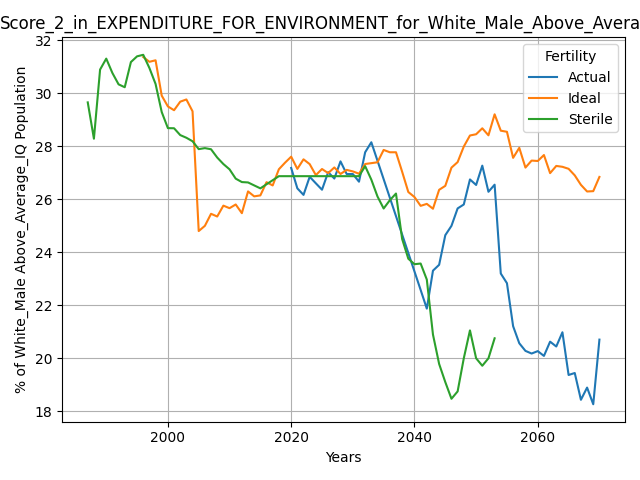 Score_2_in_EXPENDITURE_FOR_ENVIRONMENT_for_White_Male_Above_Avera
Fertility
Actual
Ideal
Sterile
% of White_Male Above_Average_IQ Population
32
30
28
26
24
22
20
18
2000
2020
2040
2060
Years